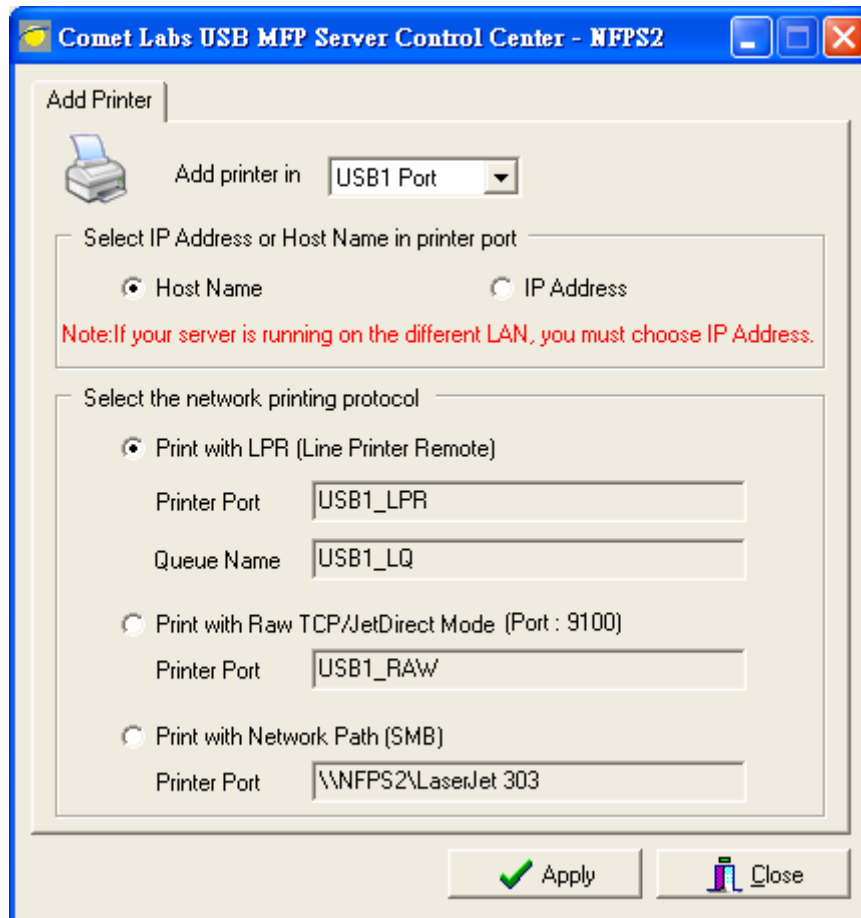 Comet Labs USB MFP Server Control Center - NFPS2
Add Printer
Add printer in USB1 Port
Select IP Address or Host Name in printer port
Host Name IP Address
Note:If your server is running on the different LAN, you must choose IP Address.
Select the network printing protocol
Print with LPR (Line Printer Remote)
Printer Port USB1_LPR
Queue Name USB1_LQ
Print with Raw TCP/JetDirect Mode (Port : 9100)
Printer Port USB1_RAW
Print with Network Path (SMB)
Printer Port \\NFPS2\LaserJet 303
Apply Close